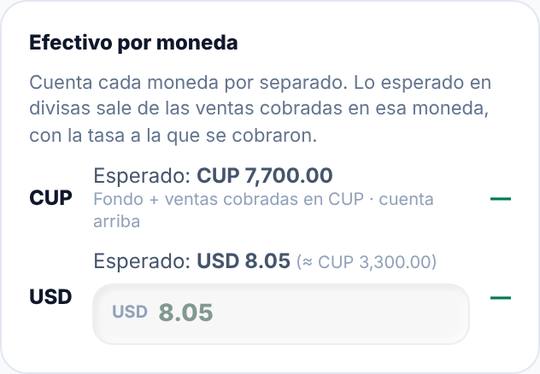 Efectivo por moneda
Cuenta cada moneda por separado. Lo esperado en
divisas sale de las ventas cobradas en esa moneda,
con la tasa a la que se cobraron.
Esperado: CUP 7,700.00
CUP
Fondo + ventas cobradas en CUP · cuenta
arriba
—
Esperado: USD 8.05 (≈ CUP 3,300.00)
USD
USD 8.05
—